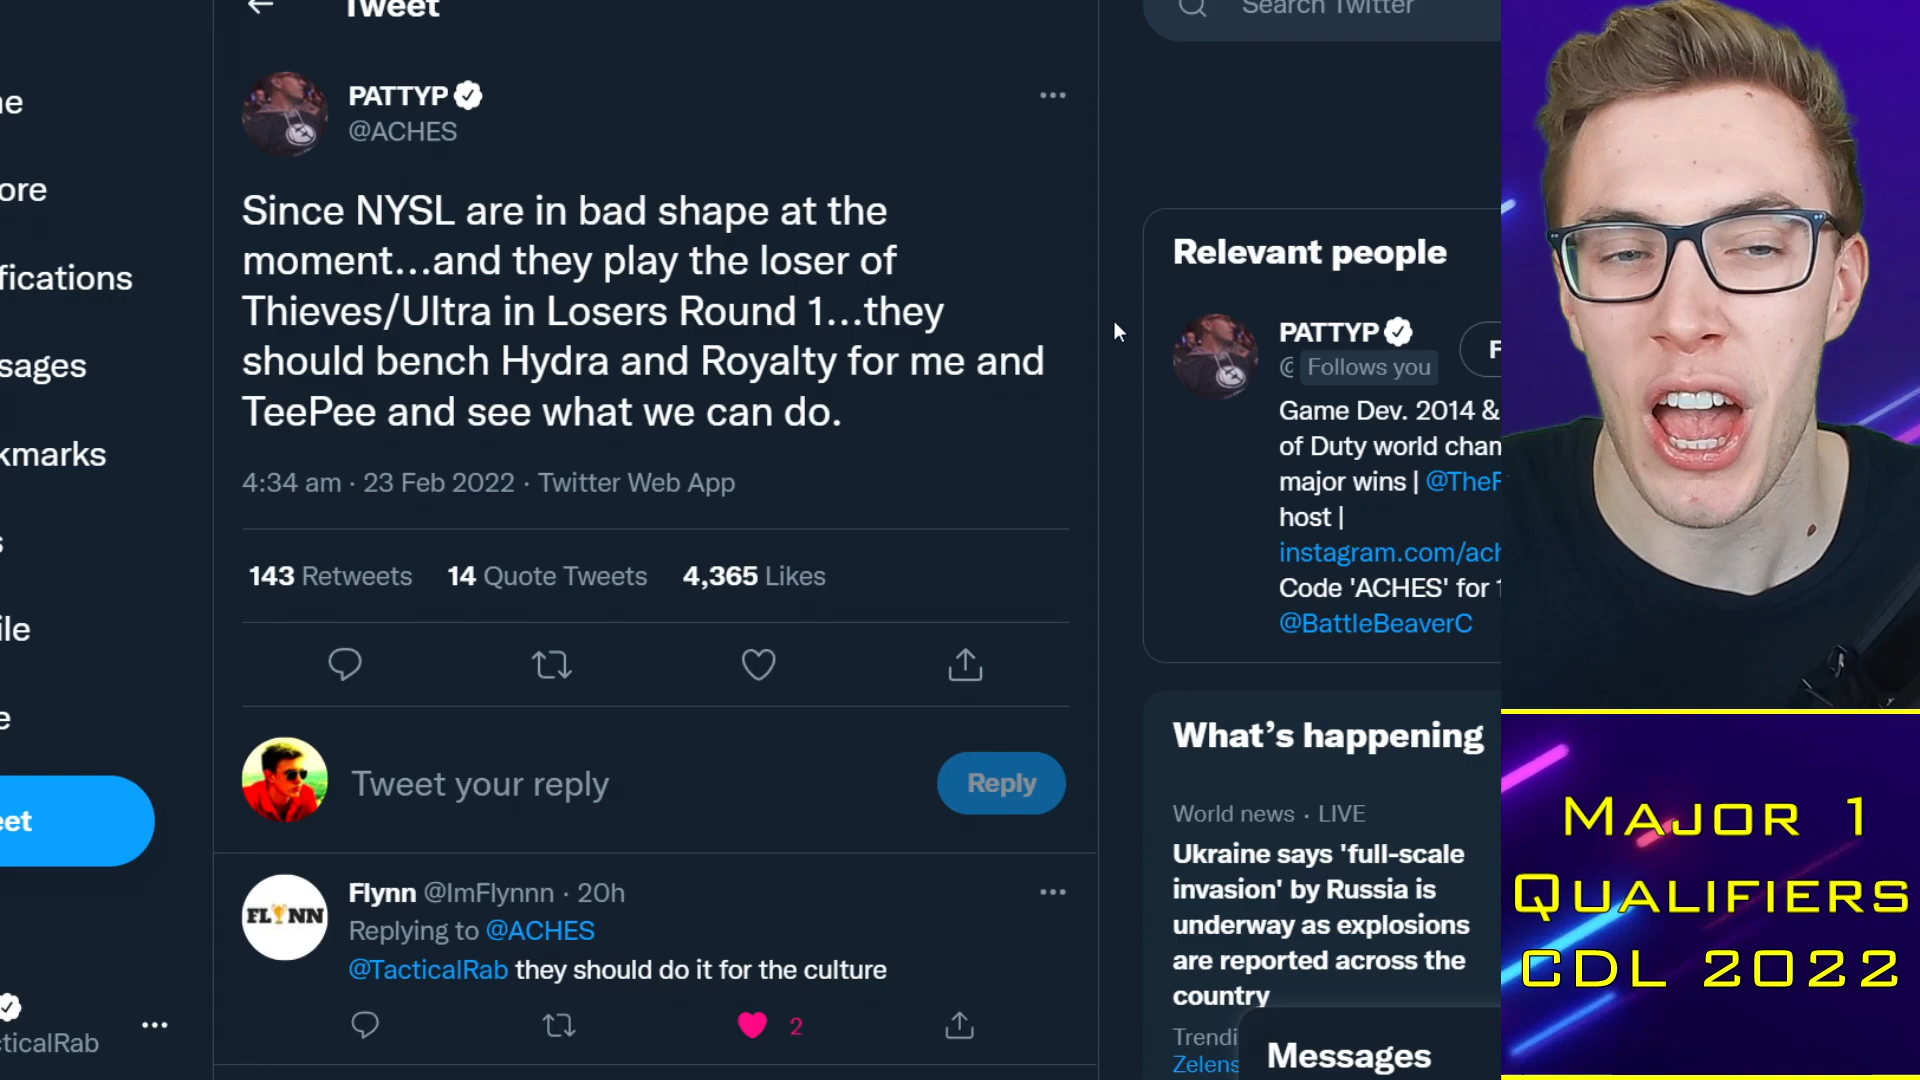 Tweet
Search Twitter
PATTYP
@ACHES
Since NYSL are in bad shape at the
moment...and they play the loser of
Thieves/Ultra in Losers Round 1...they
should bench Hydra and Royalty for me and
TeePee and see what we can do.
4:34 am · 23 Feb 2022 · Twitter Web App
143 Retweets 14 Quote Tweets 4,365 Likes
Tweet your reply
Reply
Flynn @ImFlynnn · 20h
Replying to @ACHES
@TacticalRab they should do it for the culture
2
FLYNN
ne
ore
fications
sages
kmarks
s
ile
e
eet
cticalRab
Relevant people
PATTYP
@ Follows you
F
Game Dev. 2014 &
of Duty world cham
major wins | @TheF
host |
instagram.com/ach
Code 'ACHES' for 1
@BattleBeaverC
What's happening
World news · LIVE
Ukraine says 'full-scale
invasion' by Russia is
underway as explosions
are reported across the
country
Trendi
Zelens
Messages
MAJOR 1
QUALIFIERS
CDL 2022